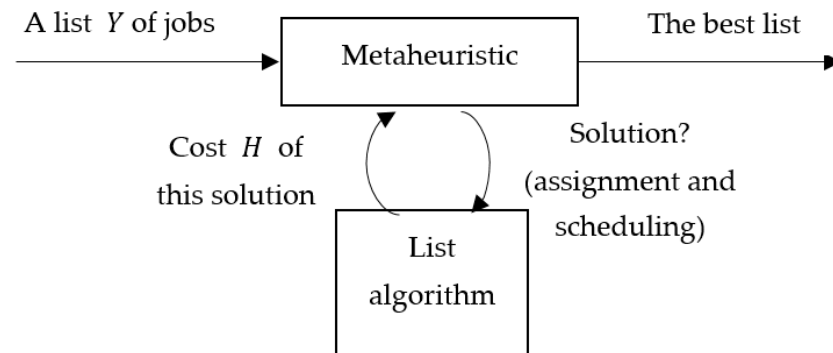 A list Y of jobs
Metaheuristic
The best list
Cost H of
this solution
Solution?
(assignment and
scheduling)
List
algorithm